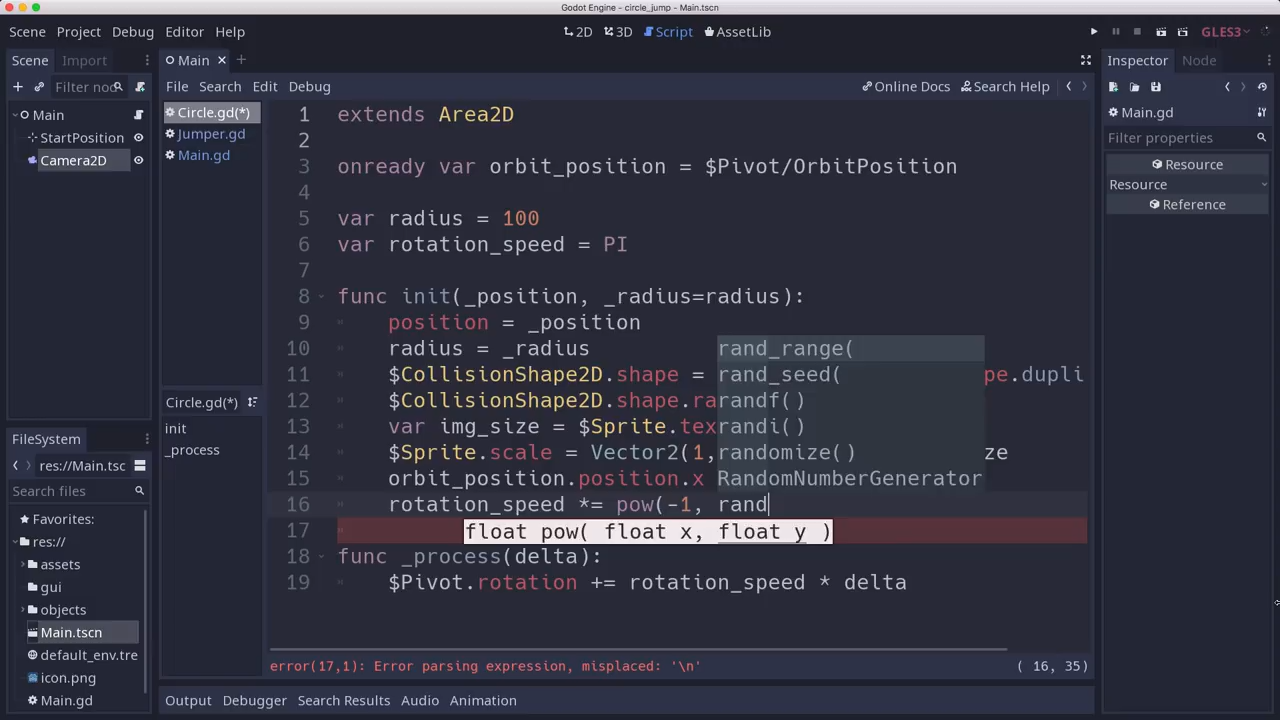 Godot Engine - circle_jump - Main.tscn
Scene Project Debug Editor Help
2D 3D Script AssetLib
GLES3
Scene Import
Main
Inspector Node
Filter noc
File Search Edit Debug
Online Docs Search Help
Main
StartPosition
Camera2D
Circle.gd(*)
Jumper.gd
Main.gd
Main.gd
Filter properties
Resource
Resource
Reference
1 extends Area2D
2
3 onready var orbit_position = $Pivot/OrbitPosition
4
5 var radius = 100
6 var rotation_speed = PI
7
8 func init(_position, _radius=radius):
9 position = _position
10 radius = _radius
11 $CollisionShape2D.shape = pe.dupli
12 $CollisionShape2D.shape.ra
13 var img_size = $Sprite.tex
14 $Sprite.scale = Vector2(1, ze
15 orbit_position.position.x
16 rotation_speed *= pow(-1, rand
17
18 func _process(delta):
19 $Pivot.rotation += rotation_speed * delta
rand_range(
rand_seed(
randf()
randi()
randomize()
RandomNumberGenerator
float pow( float x, float y )
Circle.gd(*)
init
_process
FileSystem
res://Main.tsc
Search files
Favorites:
res://
assets
gui
objects
Main.tscn
default_env.tre
icon.png
Main.gd
error(17,1): Error parsing expression, misplaced: '\n'
( 16, 35)
Output Debugger Search Results Audio Animation